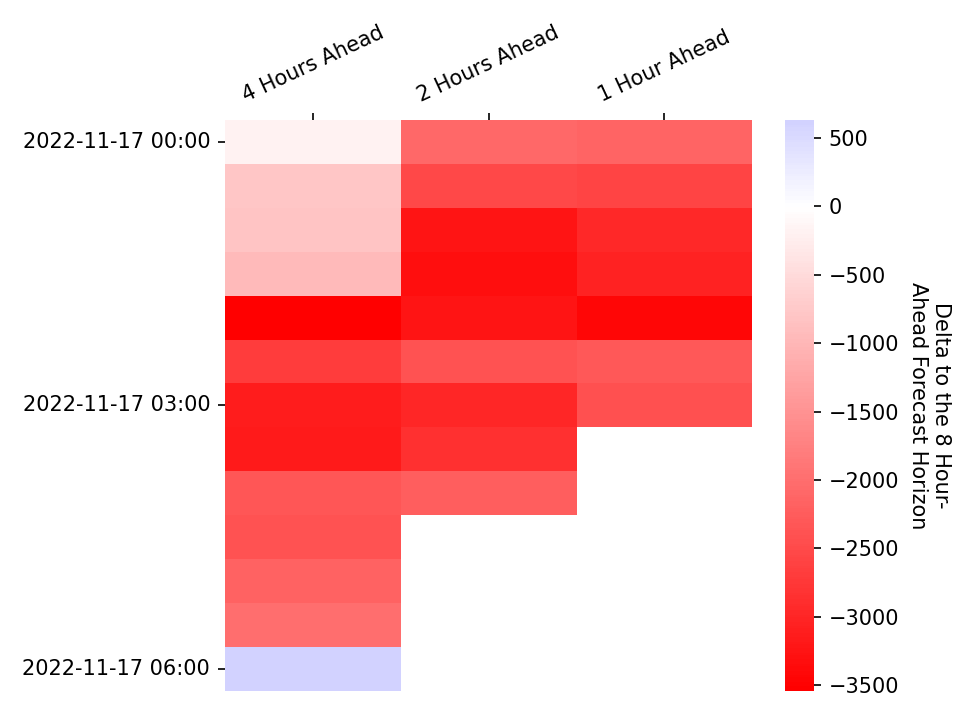 4 Hours Ahead
2 Hours Ahead
1 Hour Ahead
2022-11-17 00:00
2022-11-17 03:00
2022-11-17 06:00
500
0
−500
−1000
−1500
−2000
−2500
−3000
−3500
Delta to the 8 Hour-
Ahead Forecast Horizon